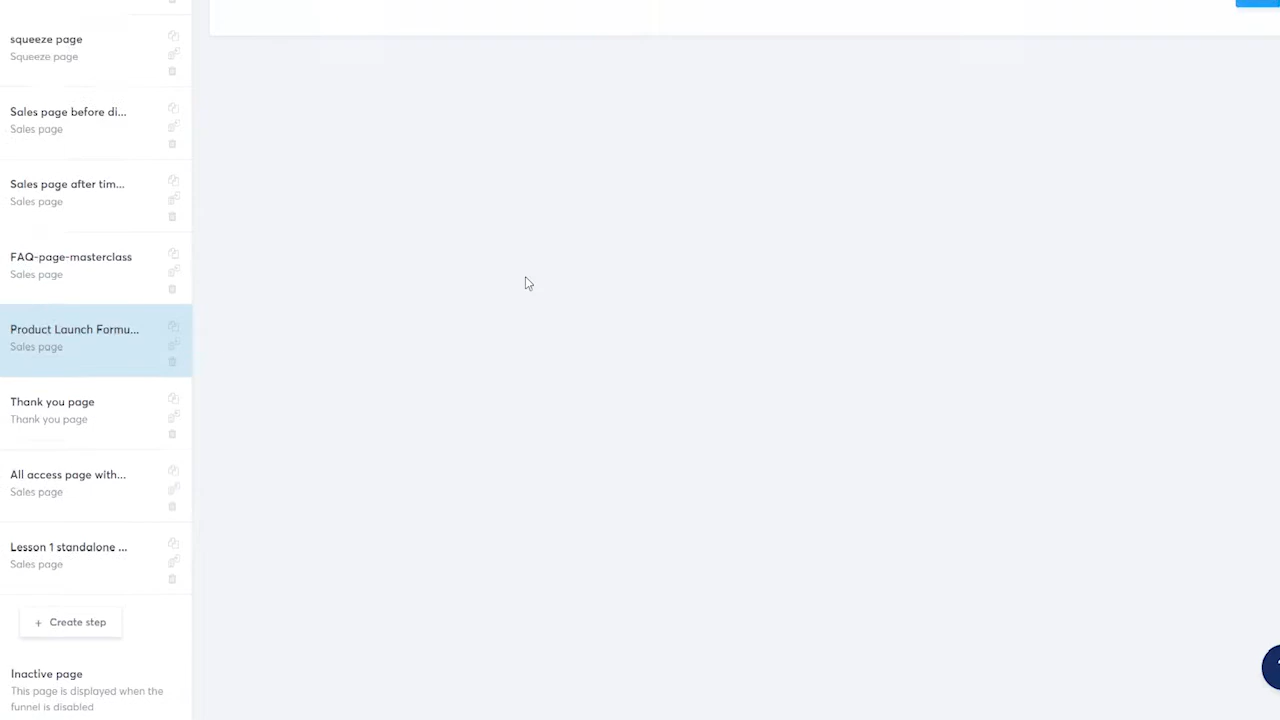 squeeze page
Squeeze page
Sales page before di...
Sales page
Sales page after tim...
Sales page
FAQ-page-masterclass
Sales page
Product Launch Formu...
Sales page
Thank you page
Thank you page
All access page with...
Sales page
Lesson 1 standalone ...
Sales page
+ Create step
Inactive page
This page is displayed when the
funnel is disabled